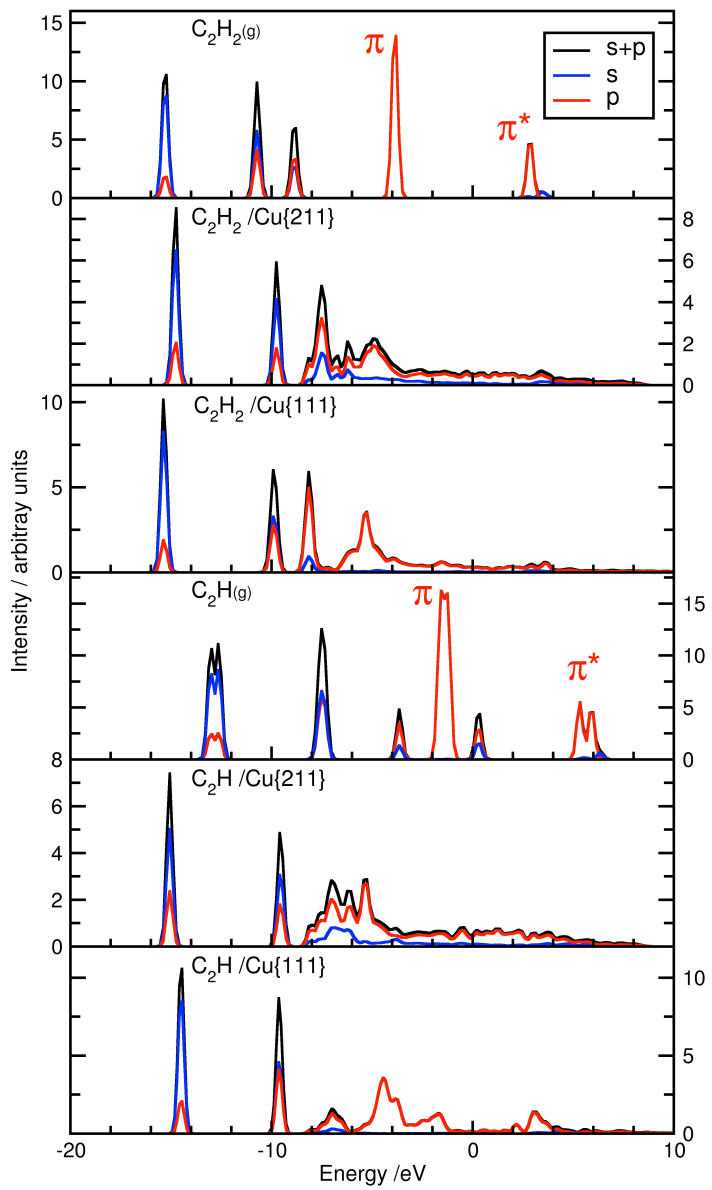 15
10
5
0
C2H2(g)
π
π*
s+p
s
p
C2H2 /Cu{211}
8
6
4
2
0
C2H2 /Cu{111}
10
5
0
C2H(g)
π
π*
15
10
5
0
C2H /Cu{211}
8
6
4
2
0
C2H /Cu{111}
10
5
0
-20 -10 0 10
Energy /eV
Intensity / arbitray units